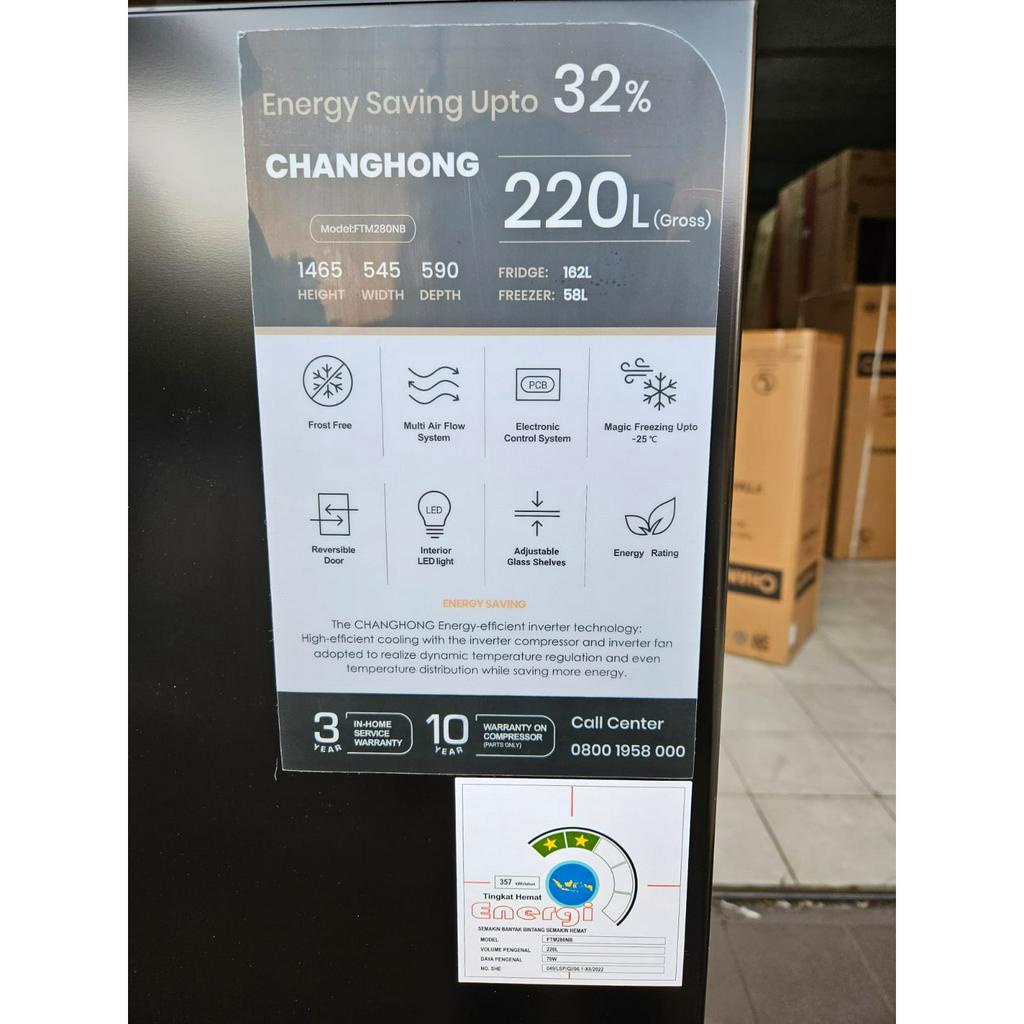 Energy Saving Upto 32%
CHANGHONG
220L (Gross)
Model:FTM280NB
1465 545 590
HEIGHT WIDTH DEPTH
FRIDGE: 162L
FREEZER: 58L
Frost Free
Multi Air Flow
System
PCB
Electronic
Control System
Magic Freezing Upto
-25 ℃
Reversible
Door
LED
Interior
LED light
Adjustable
Glass Shelves
Energy Rating
ENERGY SAVING
The CHANGHONG Energy-efficient inverter technology:
High-efficient cooling with the inverter compressor and inverter fan
adopted to realize dynamic temperature regulation and even
temperature distribution while saving more energy.
3 YEAR
IN-HOME
SERVICE
WARRANTY
10 YEAR
WARRANTY ON
COMPRESSOR
(PARTS ONLY)
Call Center
0800 1958 000
357 kWh/tahun
Tingkat Hemat
Energi
SEMAKIN BANYAK BINTANG SEMAKIN HEMAT
MODEL FTM280NB
VOLUME PENGENAL 220L
DAYA PENGENAL 70W
NO. SHE